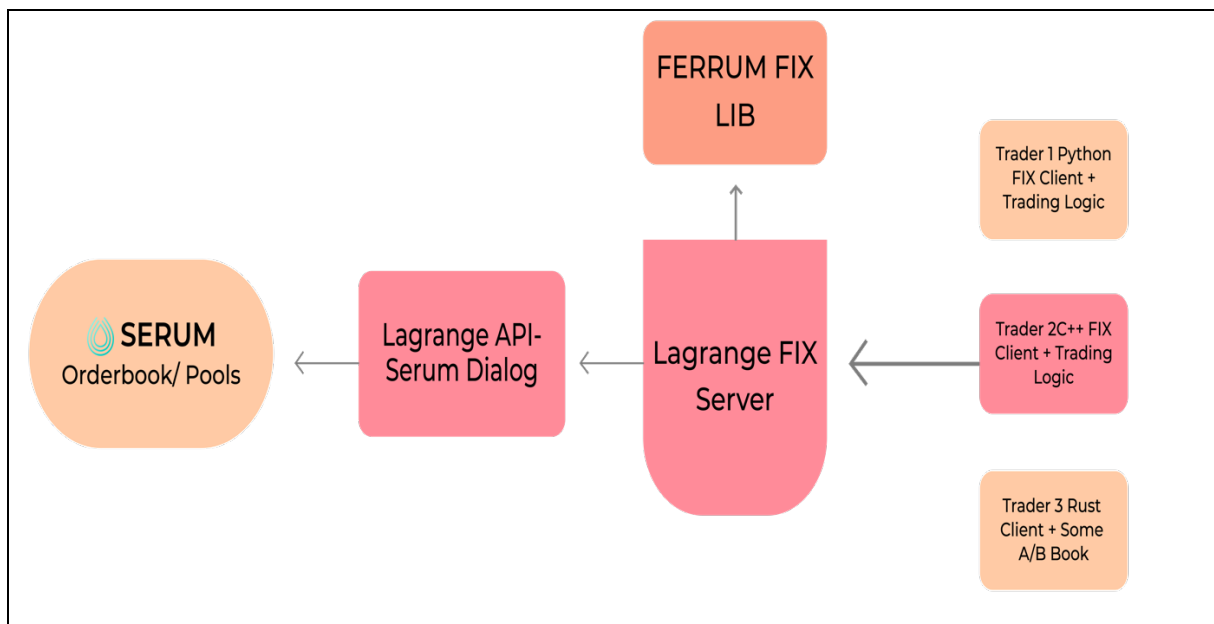 FERRUM FIX
LIB
Trader 1 Python
FIX Client +
Trading Logic
SERUM
Orderbook/ Pools
Lagrange API-
Serum Dialog
Lagrange FIX
Server
Trader 2C++ FIX
Client + Trading
Logic
Trader 3 Rust
Client + Some
A/B Book